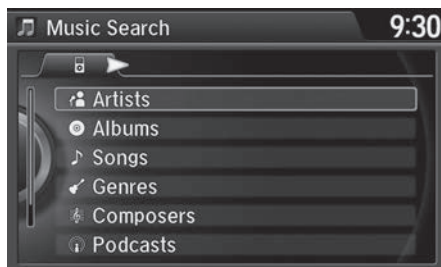 Music Search
9:30
Artists
Albums
Songs
Genres
Composers
Podcasts